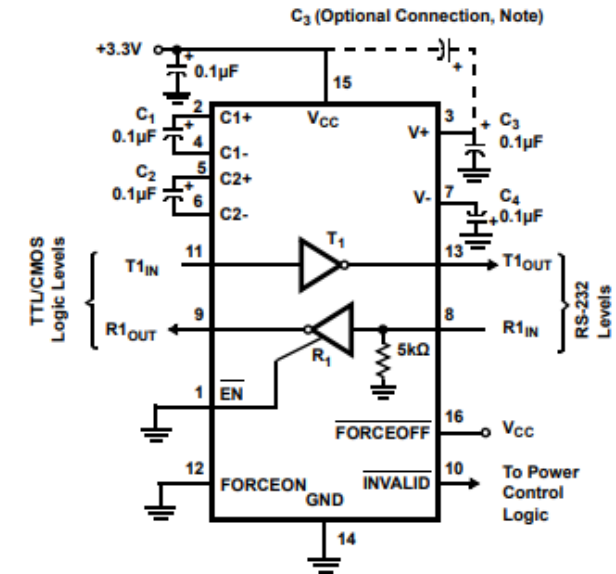 C3 (Optional Connection, Note)
+3.3V
+
0.1µF
+
15
VCC
C1
0.1µF
+
2
C1+
4
C1-
C2
0.1µF
+
5
C2+
6
C2-
3
V+
+
C3
0.1µF
7
V-
+
C4
0.1µF
TTL/CMOS
Logic Levels
T1IN
11
T1
13
T1OUT
R1OUT
9
R1
5kΩ
8
R1IN
RS-232
Levels
1
EN
16
FORCEOFF
VCC
12
FORCEON
INVALID
10
To Power
Control
Logic
GND
14